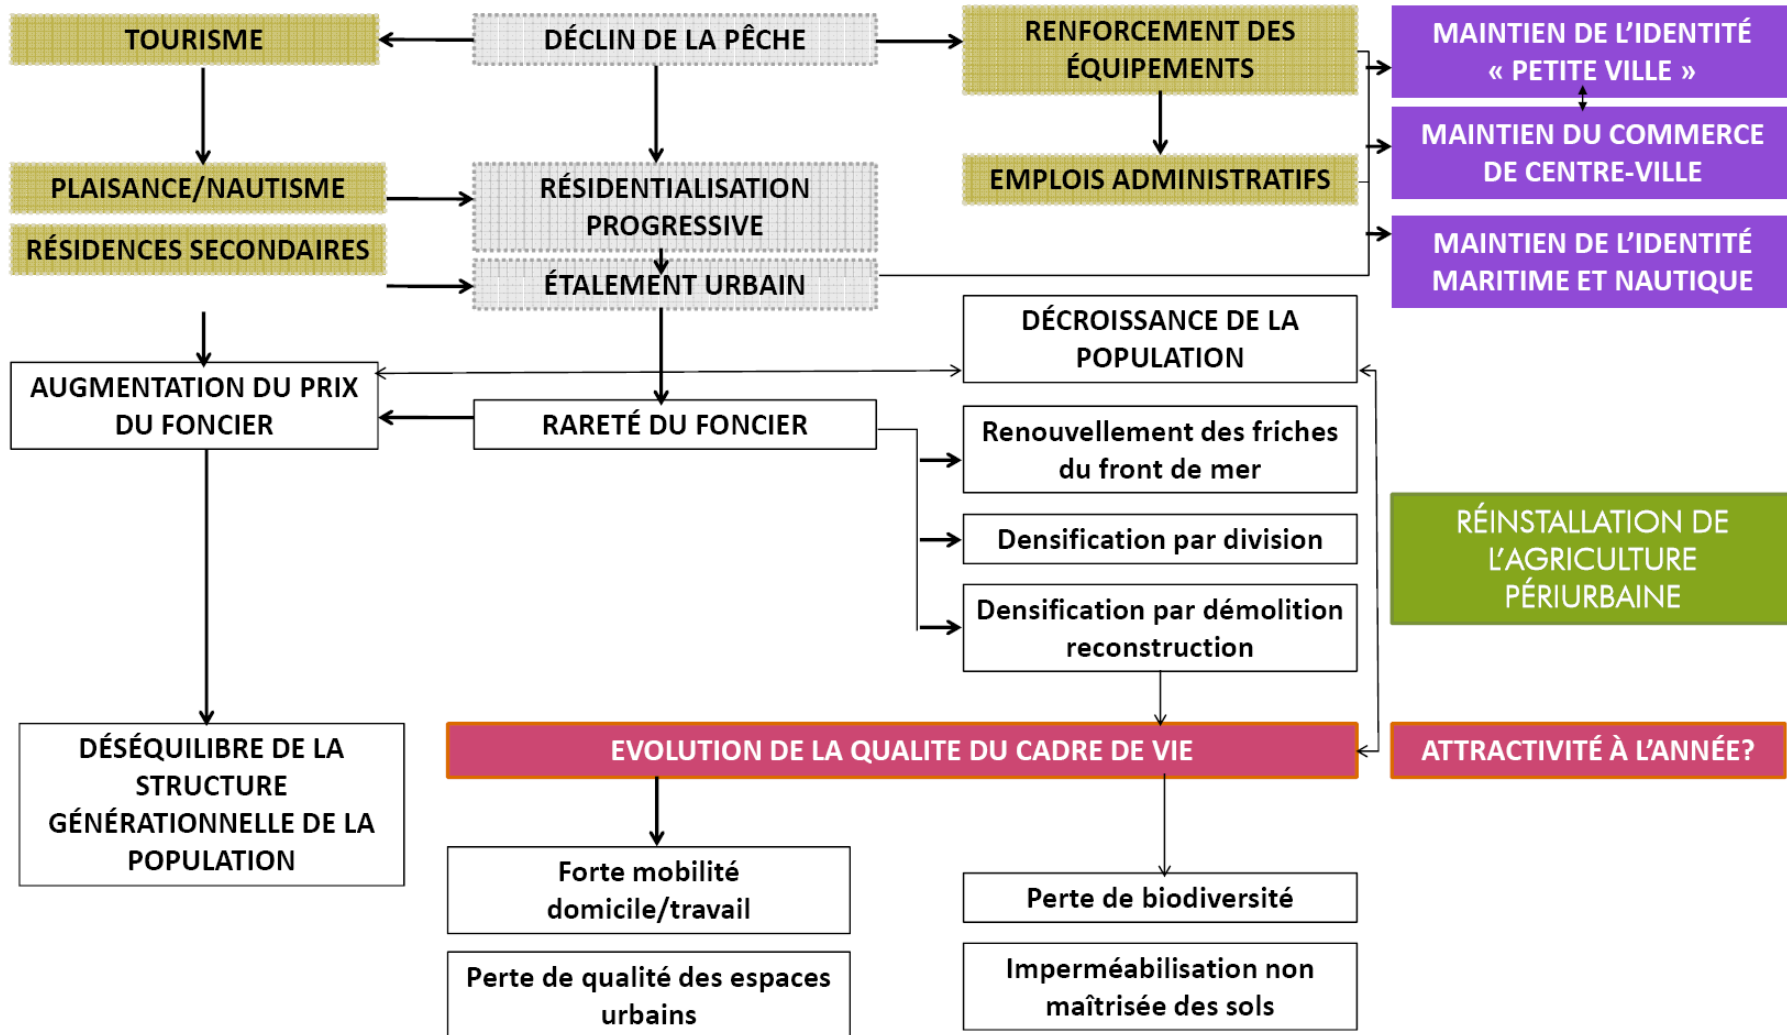 TOURISME
DÉCLIN DE LA PÊCHE
RENFORCEMENT DES
ÉQUIPEMENTS
MAINTIEN DE L’IDENTITÉ
« PETITE VILLE »
MAINTIEN DU COMMERCE
DE CENTRE-VILLE
PLAISANCE/NAUTISME
RÉSIDENTIALISATION
PROGRESSIVE
EMPLOIS ADMINISTRATIFS
RÉSIDENCES SECONDAIRES
ÉTALEMENT URBAIN
MAINTIEN DE L’IDENTITÉ
MARITIME ET NAUTIQUE
DÉCROISSANCE DE LA
POPULATION
AUGMENTATION DU PRIX
DU FONCIER
RARETÉ DU FONCIER
Renouvellement des friches
du front de mer
Densification par division
RÉINSTALLATION DE
L’AGRICULTURE
PÉRIURBAINE
Densification par démolition
reconstruction
DÉSÉQUILIBRE DE LA
STRUCTURE
GÉNÉRATIONNELLE DE LA
POPULATION
EVOLUTION DE LA QUALITE DU CADRE DE VIE
ATTRACTIVITÉ À L’ANNÉE?
Forte mobilité
domicile/travail
Perte de biodiversité
Perte de qualité des espaces
urbains
Imperméabilisation non
maîtrisée des sols